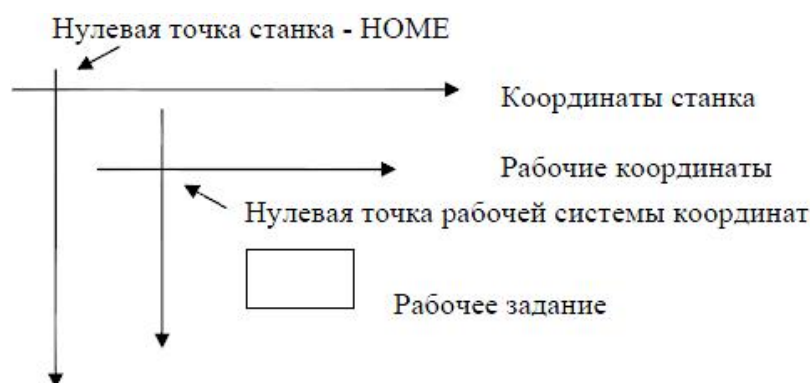 Нулевая точка станка - HOME
Координаты станка
Рабочие координаты
Нулевая точка рабочей системы координат
Рабочее задание